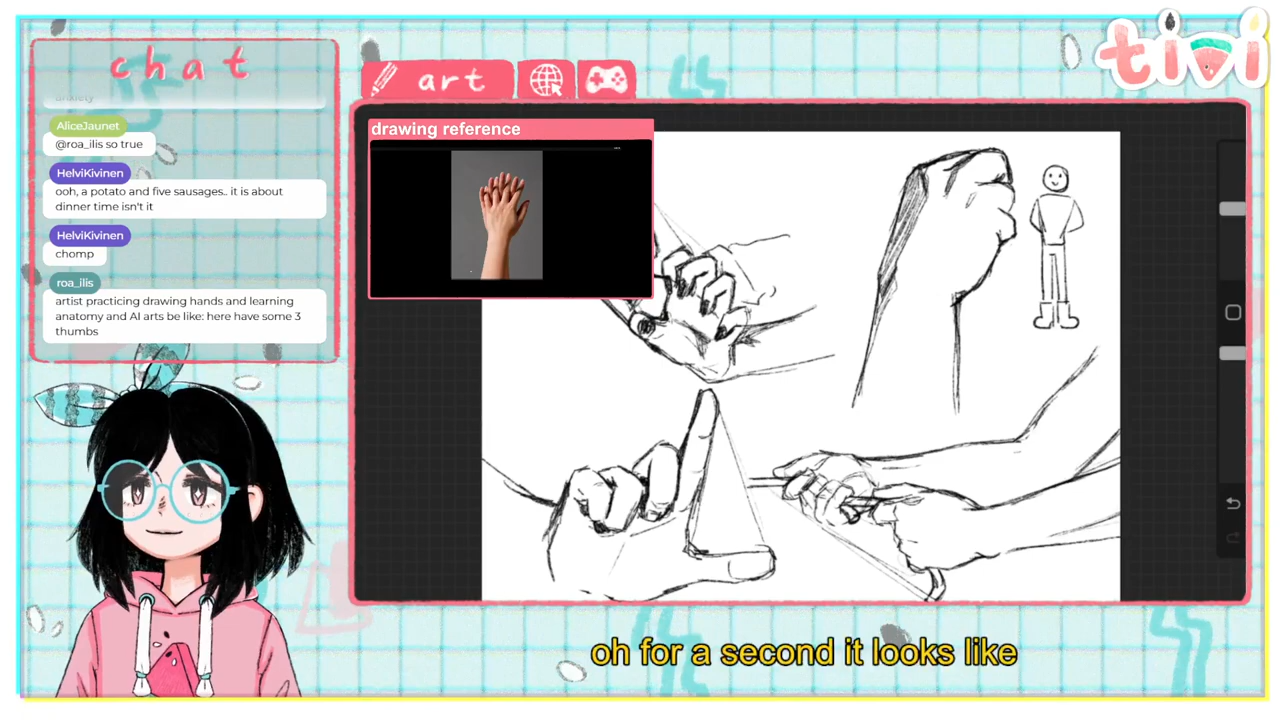 chat
anxiety
AliceJaunet
@roa_ilis so true
HelviKivinen
ooh, a potato and five sausages.. it is about
dinner time isn't it
HelviKivinen
chomp
roa_ilis
artist practicing drawing hands and learning
anatomy and AI arts be like: here have some 3
thumbs
art
tivi
drawing reference
oh for a second it looks like